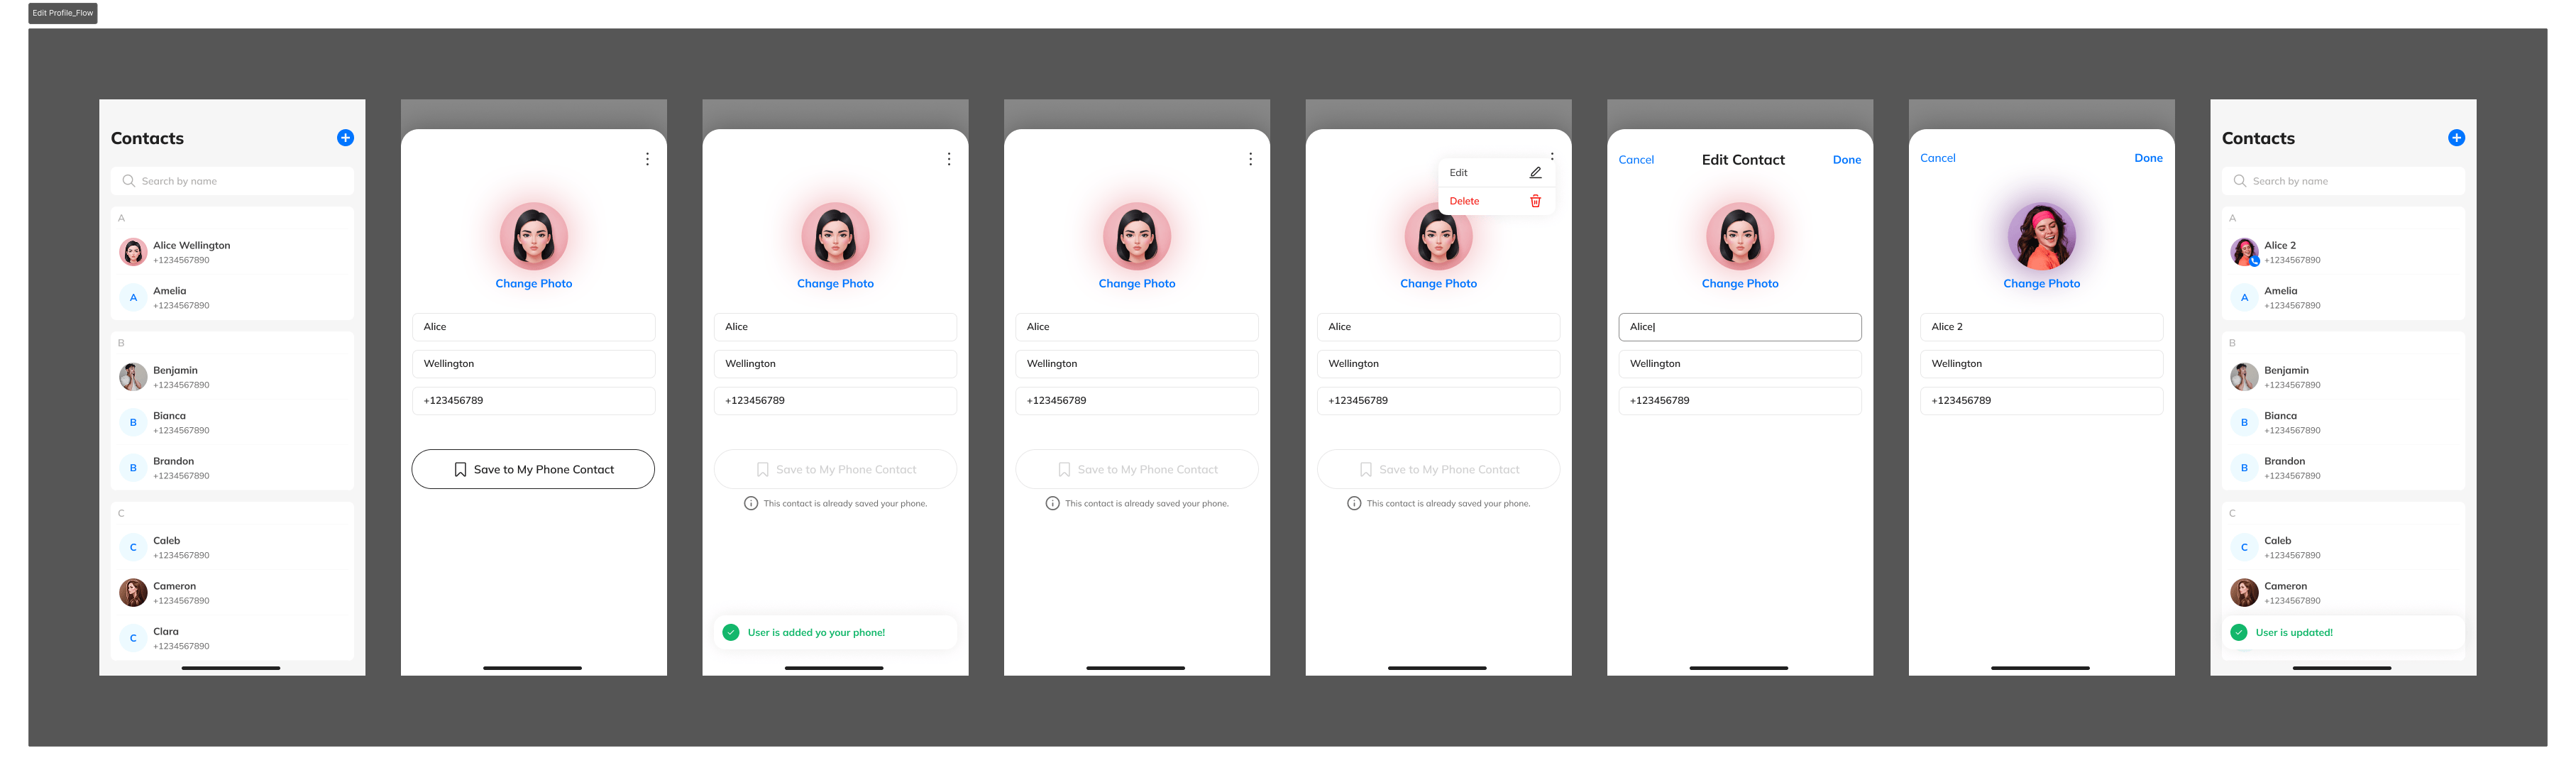 Edit Profile_Flow
Contacts
Search by name
A
Alice Wellington
+1234567890
A
Amelia
+1234567890
B
Benjamin
+1234567890
B
Bianca
+1234567890
B
Brandon
+1234567890
C
C
Caleb
+1234567890
Cameron
+1234567890
C
Clara
+1234567890
Change Photo
Alice
Wellington
+123456789
Save to My Phone Contact
Change Photo
Alice
Wellington
+123456789
Save to My Phone Contact
This contact is already saved your phone.
User is added yo your phone!
Change Photo
Alice
Wellington
+123456789
Save to My Phone Contact
This contact is already saved your phone.
Edit
Delete
Change Photo
Alice
Wellington
+123456789
Save to My Phone Contact
This contact is already saved your phone.
Cancel Edit Contact Done
Change Photo
Alice
Wellington
+123456789
Cancel Done
Change Photo
Alice 2
Wellington
+123456789
Contacts
Search by name
A
Alice 2
+1234567890
A
Amelia
+1234567890
B
Benjamin
+1234567890
B
Bianca
+1234567890
B
Brandon
+1234567890
C
C
Caleb
+1234567890
Cameron
+1234567890
User is updated!